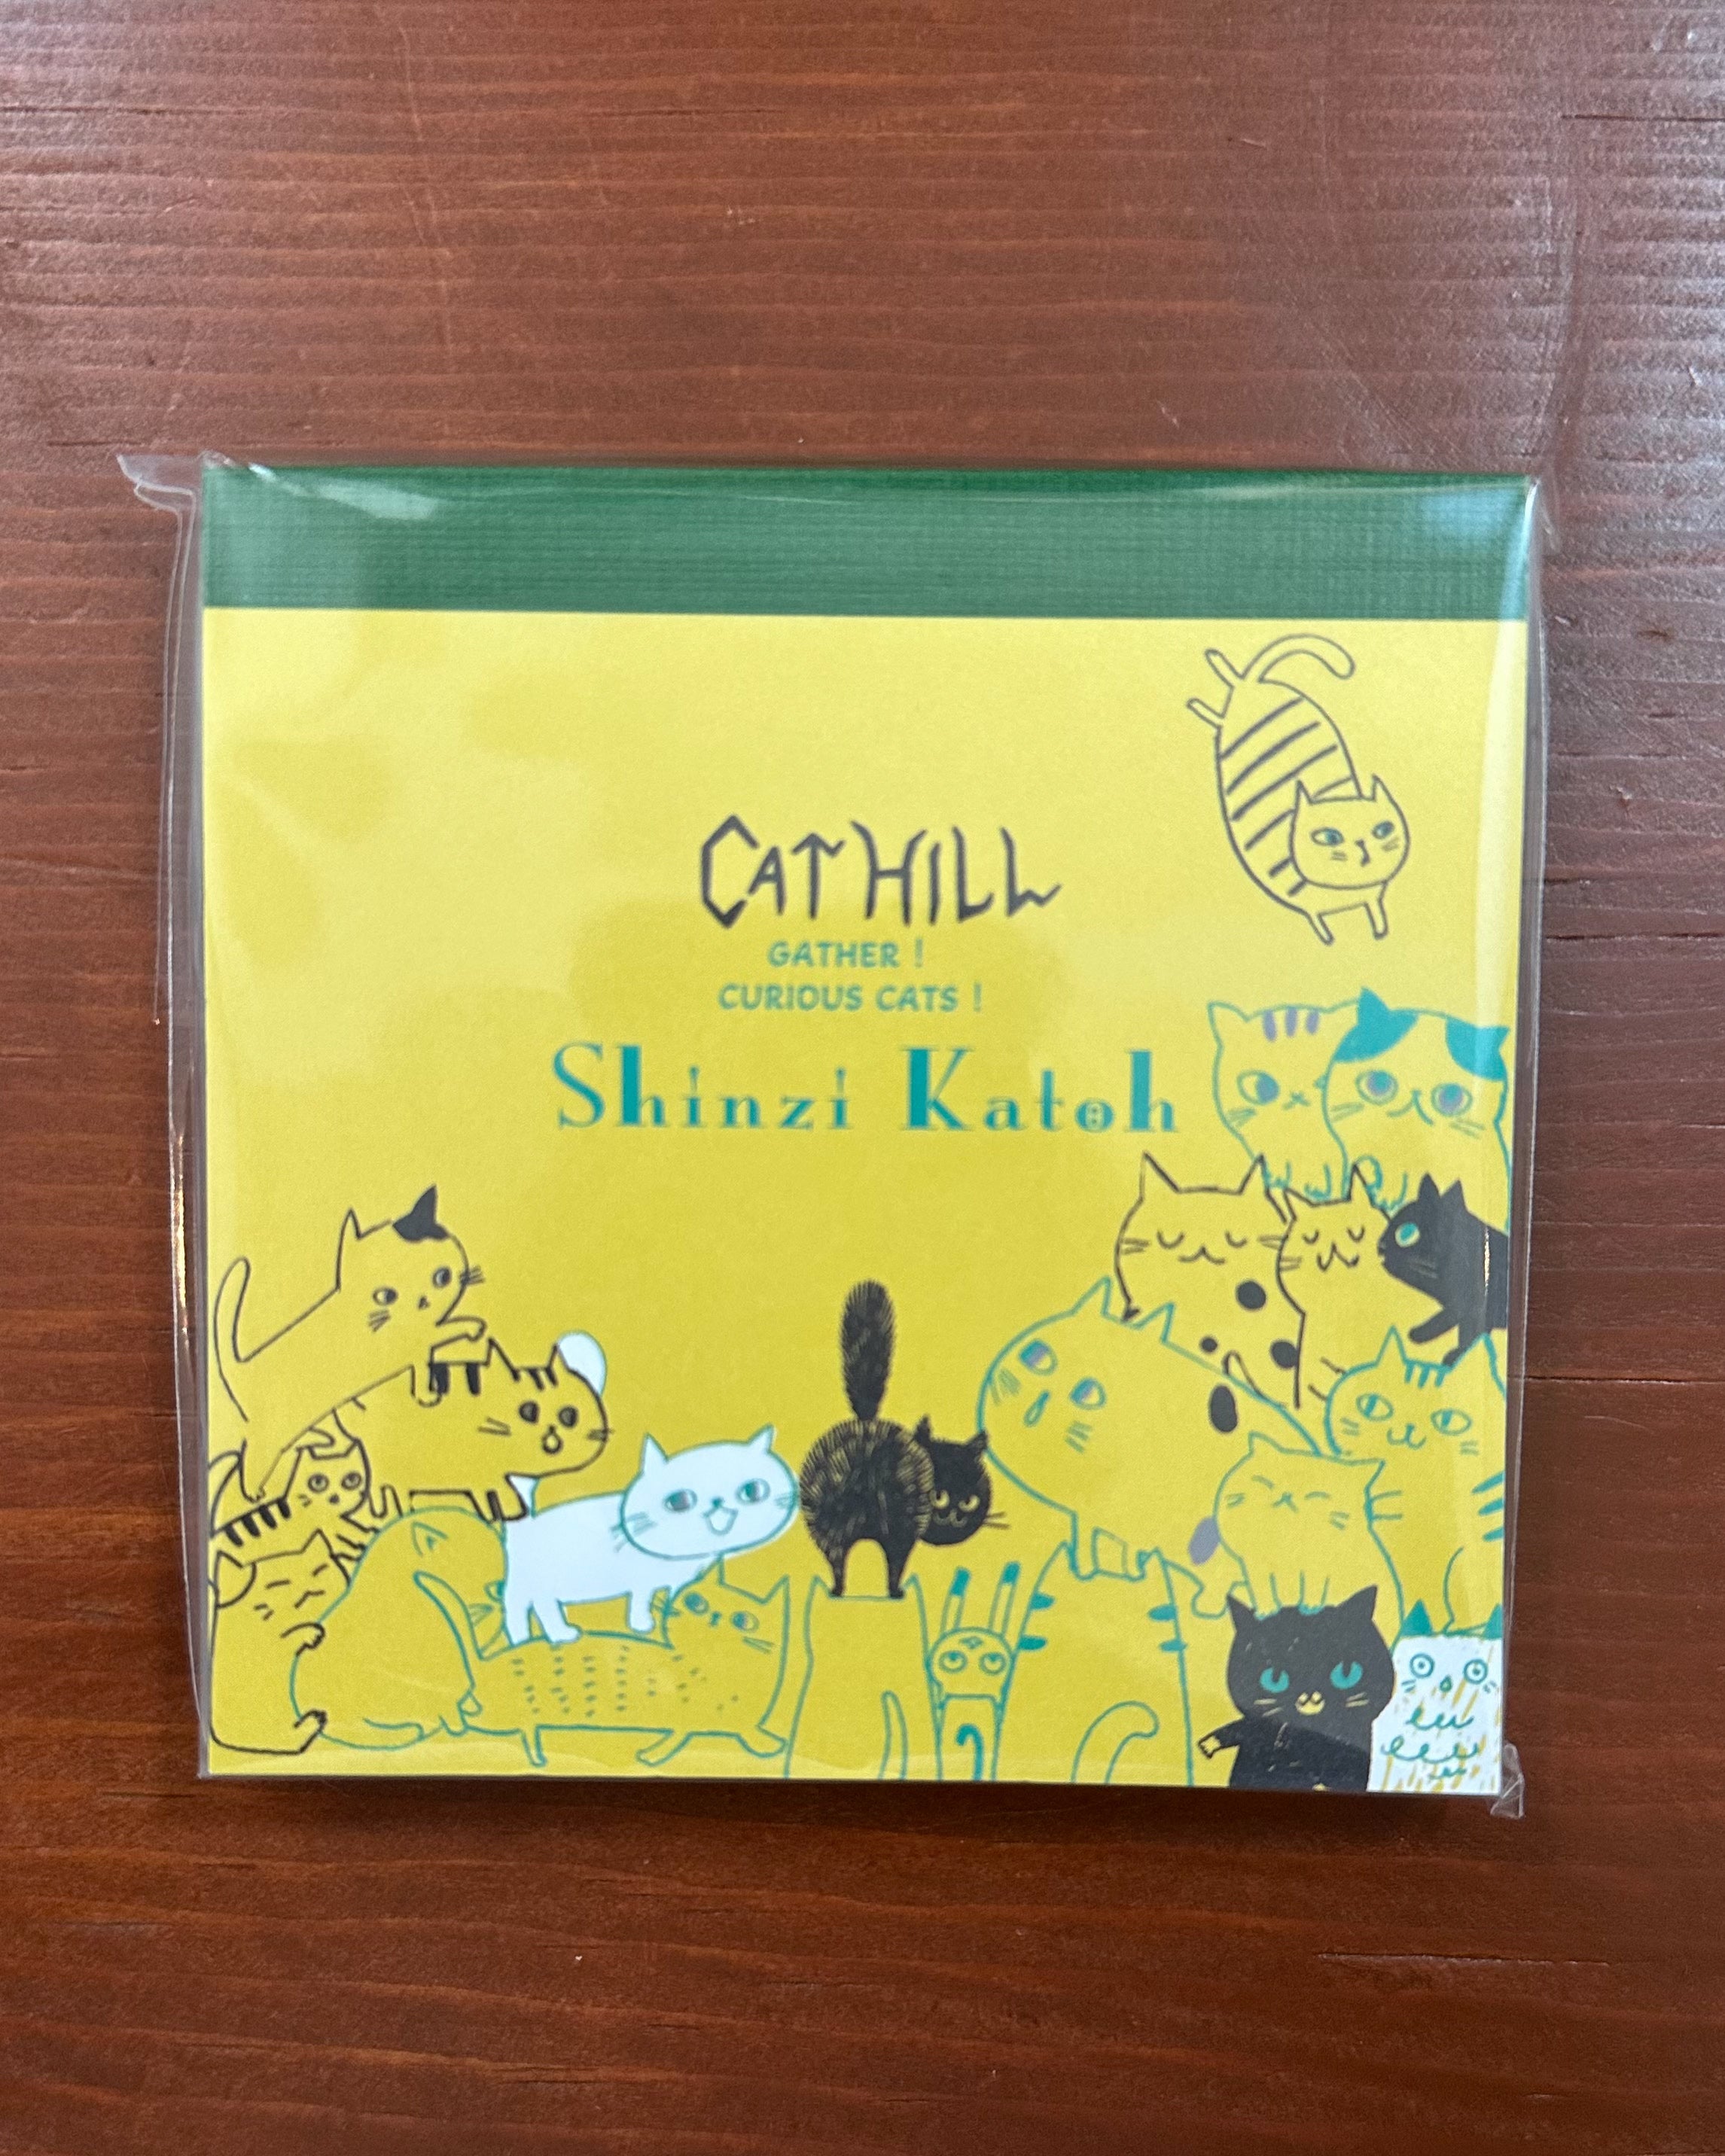 CAT HILL
GATHER !
CURIOUS CATS !
Shinzi Katoh